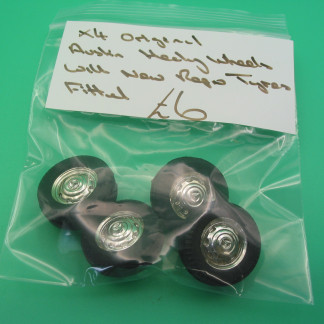 X4 Original
Austin Healey Wheels
With New Repro Tyres
Fitted
£6